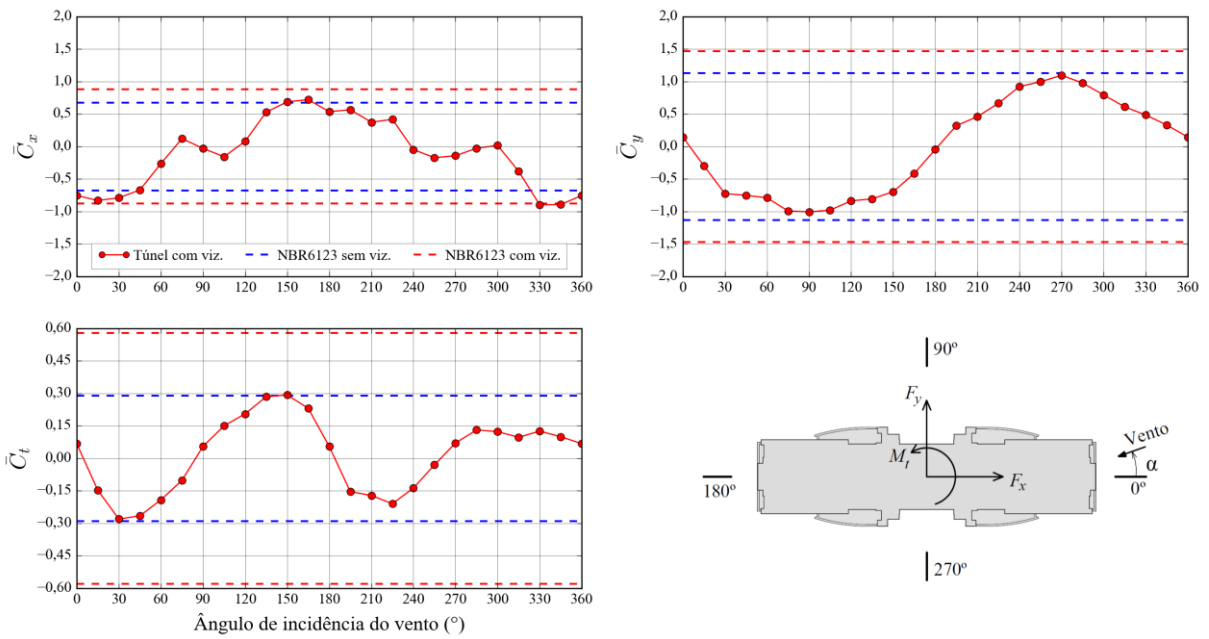 2,0
1,5
1,0
0,5
0,0
−0,5
−1,0
−1,5
−2,0
C̄x
0 30 60 90 120 150 180 210 240 270 300 330 360
Túnel com viz. NBR6123 sem viz. NBR6123 com viz.
2,0
1,5
1,0
0,5
0,0
−0,5
−1,0
−1,5
−2,0
C̄y
0 30 60 90 120 150 180 210 240 270 300 330 360
0,60
0,45
0,30
0,15
0,00
−0,15
−0,30
−0,45
−0,60
C̄t
0 30 60 90 120 150 180 210 240 270 300 330 360
Ângulo de incidência do vento (°)
90º
Fy
Vento
Mt
α
Fx
180º
0º
270º